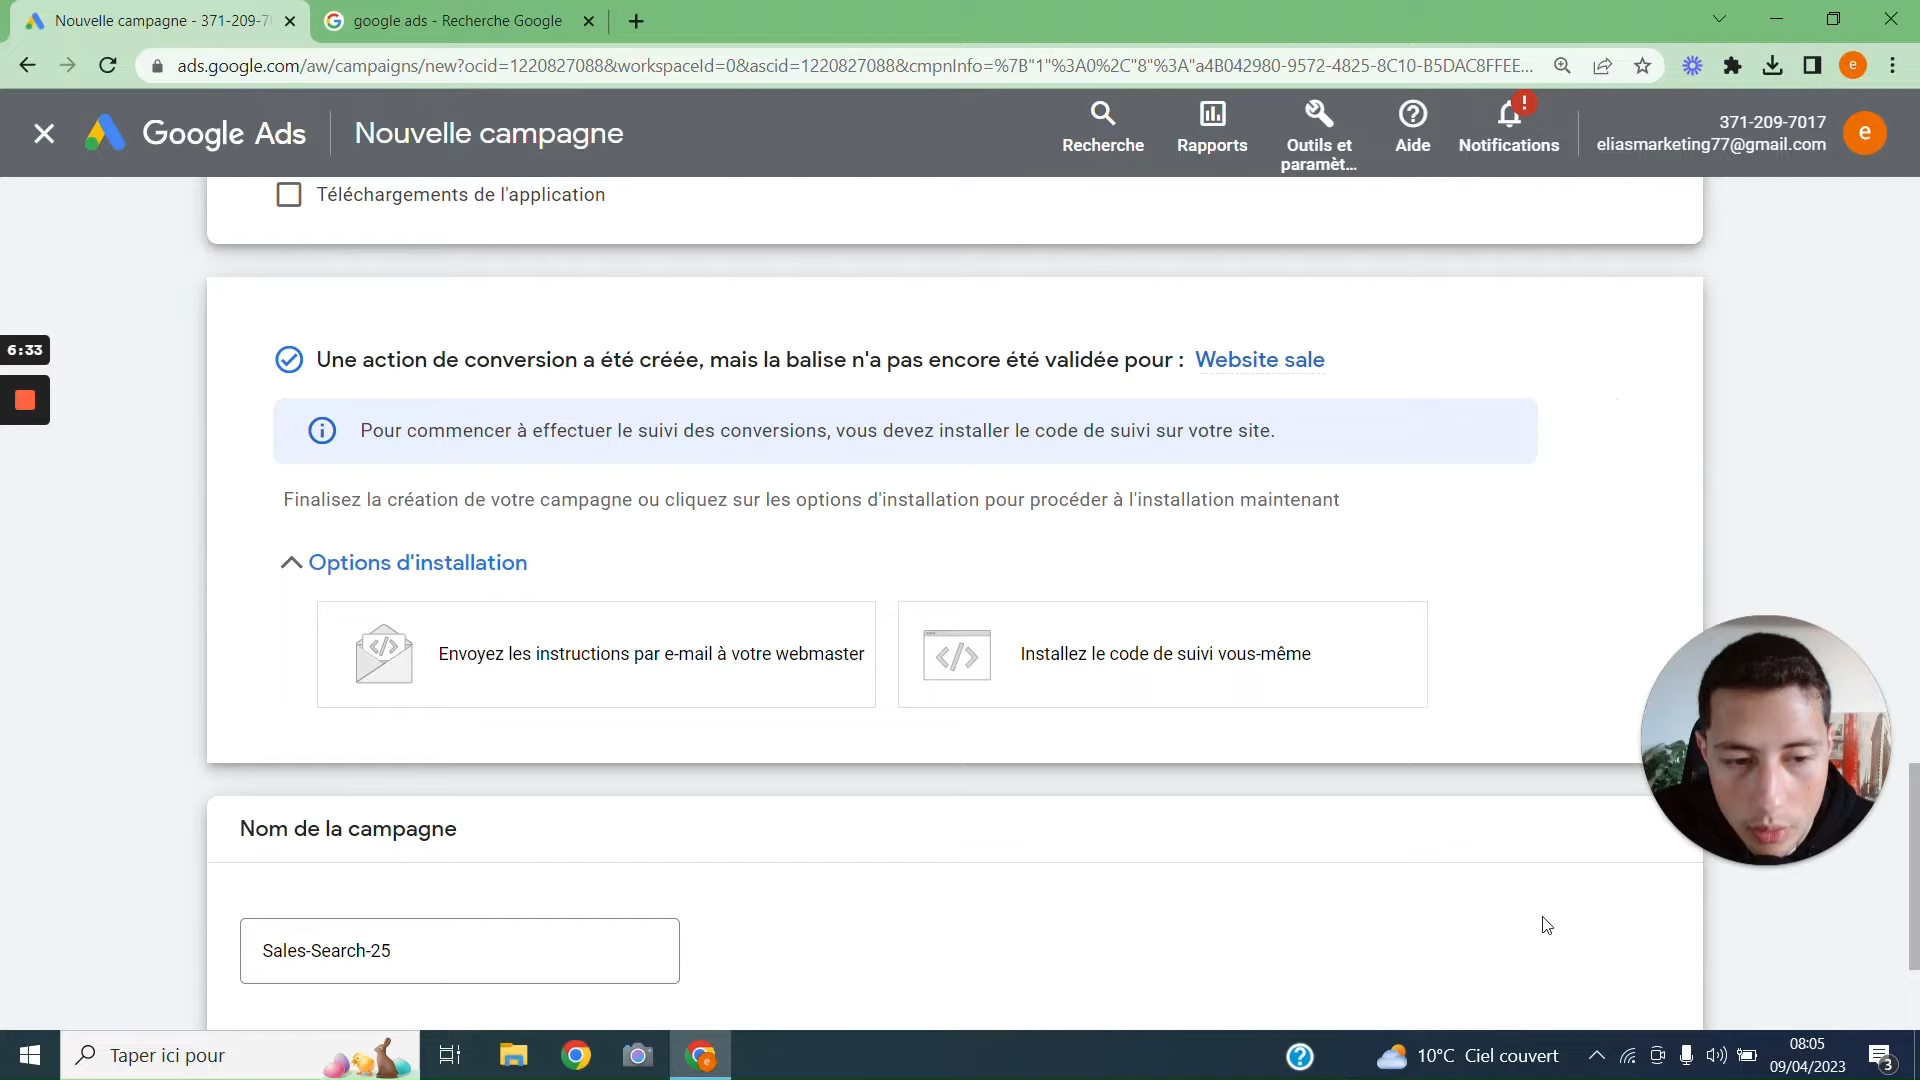 Nouvelle campagne - 371-209-7
google ads - Recherche Google
ads.google.com/aw/campaigns/new?ocid=1220827088&workspaceId=0&ascid=1220827088&cmpnInfo=%7B"1"%3A0%2C"8"%3A"a4B042980-9572-4825-8C10-B5DAC8FFEE...
e
Google Ads
Nouvelle campagne
Recherche
Rapports
Outils et
paramèt...
Aide
!
Notifications
371-209-7017
eliasmarketing77@gmail.com
e
Téléchargements de l'application
6:33
Une action de conversion a été créée, mais la balise n'a pas encore été validée pour : Website sale
Pour commencer à effectuer le suivi des conversions, vous devez installer le code de suivi sur votre site.
Finalisez la création de votre campagne ou cliquez sur les options d'installation pour procéder à l'installation maintenant
Options d'installation
Envoyez les instructions par e-mail à votre webmaster
Installez le code de suivi vous-même
Nom de la campagne
Sales-Search-25
Taper ici pour
10°C Ciel couvert
08:05
09/04/2023
3